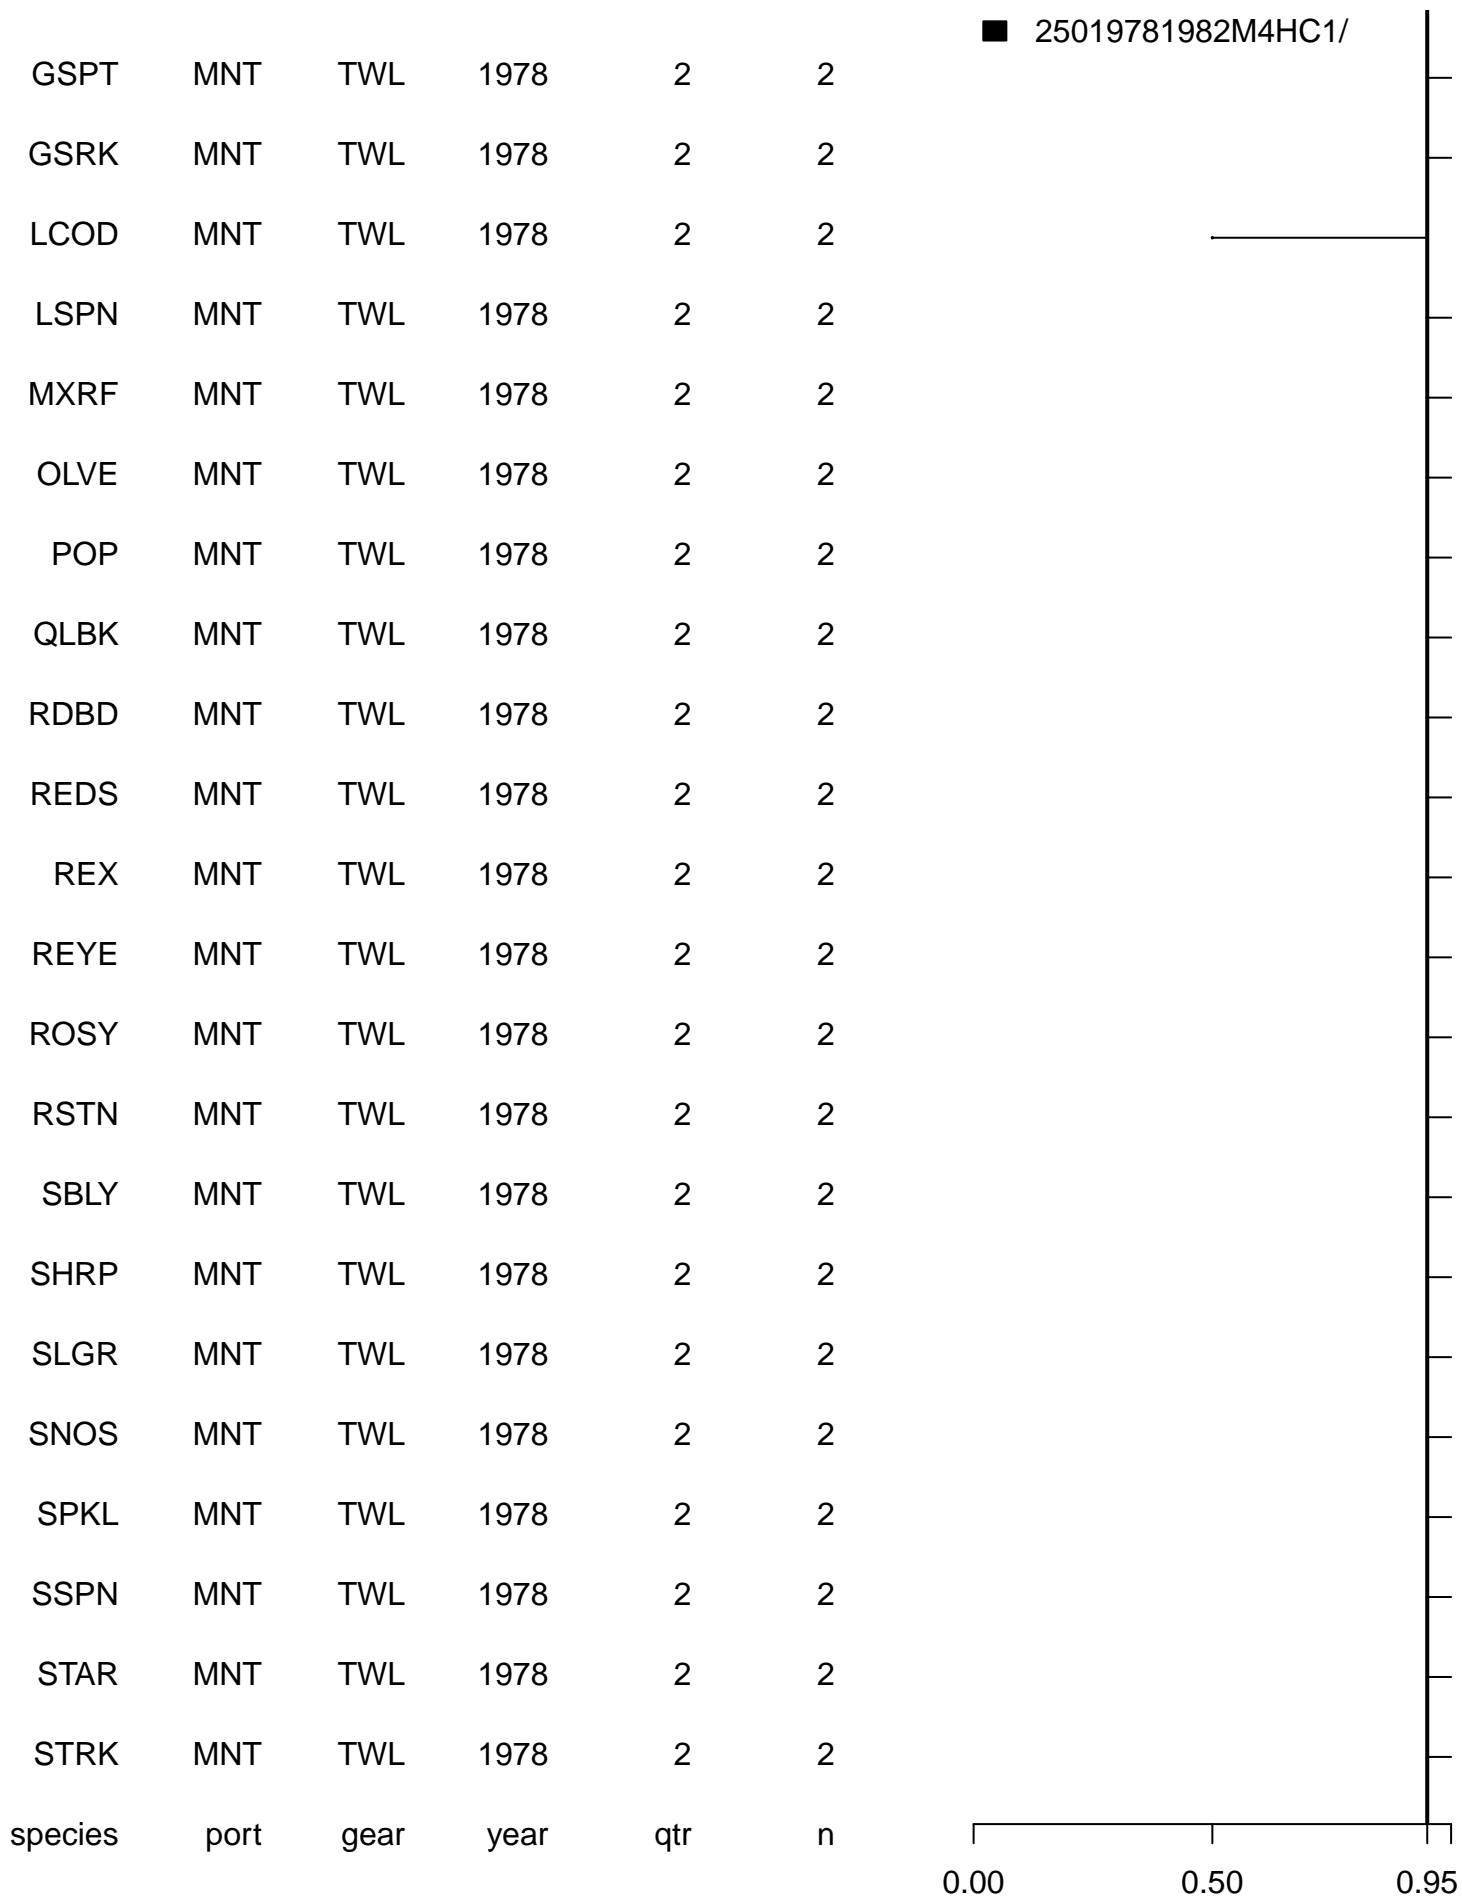 25019781982M4HC1/
GSPT MNT TWL 1978 2 2
GSRK MNT TWL 1978 2 2
LCOD MNT TWL 1978 2 2
LSPN MNT TWL 1978 2 2
MXRF MNT TWL 1978 2 2
OLVE MNT TWL 1978 2 2
POP MNT TWL 1978 2 2
QLBK MNT TWL 1978 2 2
RDBD MNT TWL 1978 2 2
REDS MNT TWL 1978 2 2
REX MNT TWL 1978 2 2
REYE MNT TWL 1978 2 2
ROSY MNT TWL 1978 2 2
RSTN MNT TWL 1978 2 2
SBLY MNT TWL 1978 2 2
SHRP MNT TWL 1978 2 2
SLGR MNT TWL 1978 2 2
SNOS MNT TWL 1978 2 2
SPKL MNT TWL 1978 2 2
SSPN MNT TWL 1978 2 2
STAR MNT TWL 1978 2 2
STRK MNT TWL 1978 2 2
species port gear year qtr n
0.00 0.50 0.95